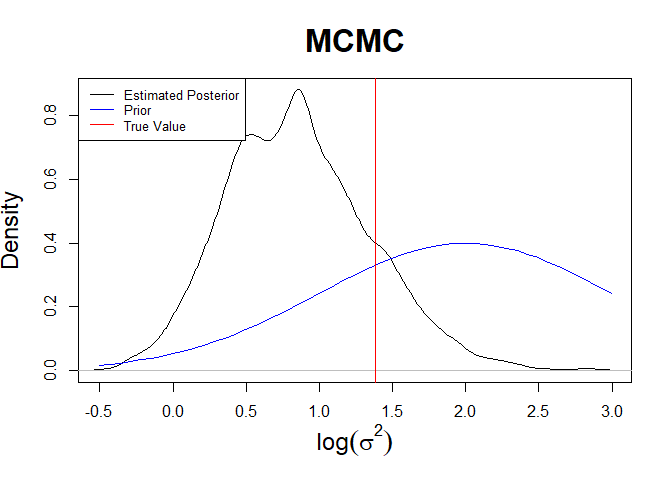 MCMC
Estimated Posterior
Prior
True Value
Density
0.0 0.2 0.4 0.6 0.8
-0.5 0.0 0.5 1.0 1.5 2.0 2.5 3.0
log(σ²)